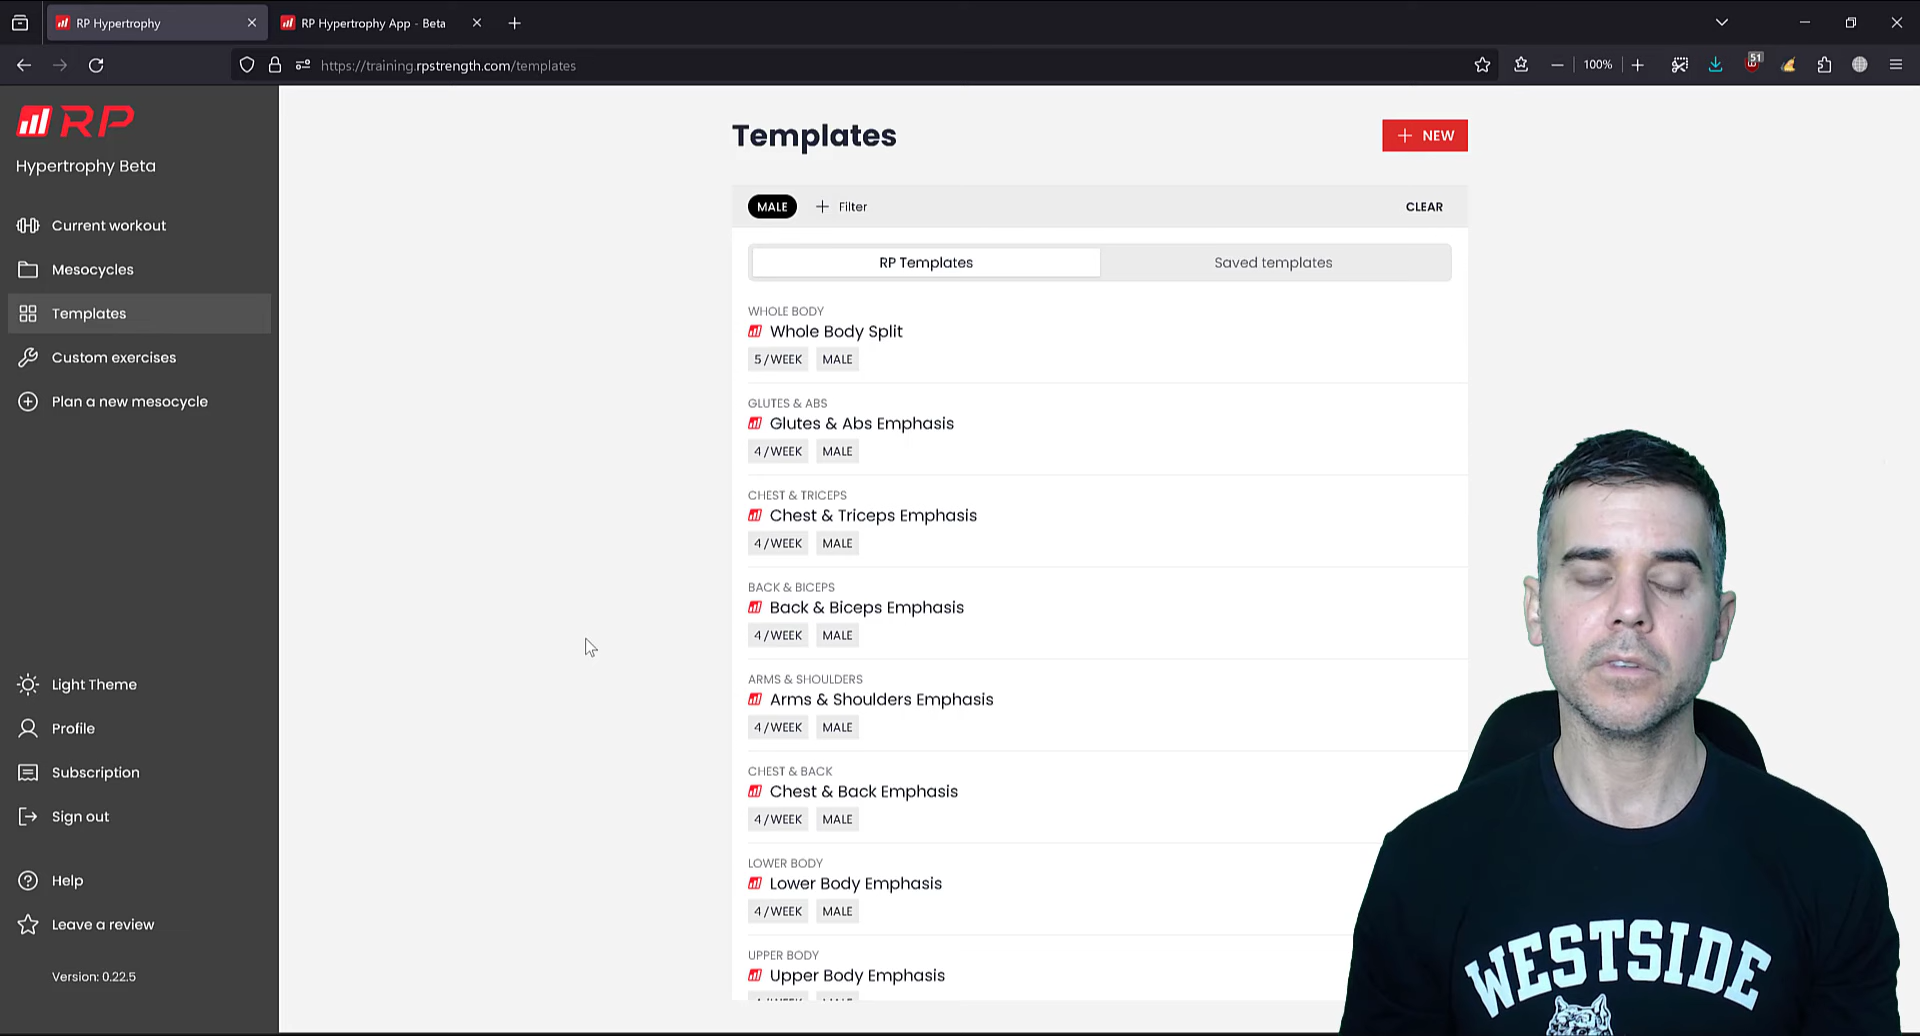 RP Hypertrophy
RP Hypertrophy App - Beta
https://training.rpstrength.com/templates
100%
51
RP
Hypertrophy Beta
Current workout
Mesocycles
Templates
Custom exercises
Plan a new mesocycle
Light Theme
Profile
Subscription
Sign out
Help
Leave a review
Version: 0.22.5
Templates
NEW
MALE
Filter
CLEAR
RP Templates
Saved templates
WHOLE BODY
Whole Body Split
5/WEEK MALE
GLUTES & ABS
Glutes & Abs Emphasis
4/WEEK MALE
CHEST & TRICEPS
Chest & Triceps Emphasis
4/WEEK MALE
BACK & BICEPS
Back & Biceps Emphasis
4/WEEK MALE
ARMS & SHOULDERS
Arms & Shoulders Emphasis
4/WEEK MALE
CHEST & BACK
Chest & Back Emphasis
4/WEEK MALE
LOWER BODY
Lower Body Emphasis
4/WEEK MALE
UPPER BODY
Upper Body Emphasis
WESTSIDE